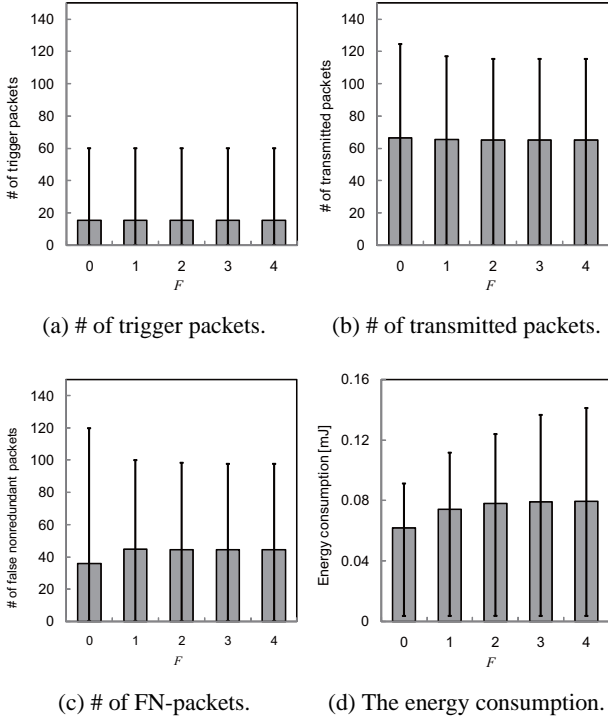 140
120
100
80
60
40
20
0
# of trigger packets
0 1 2 3 4
F
(a) # of trigger packets.
140
120
100
80
60
40
20
0
# of transmitted packets
0 1 2 3 4
F
(b) # of transmitted packets.
140
120
100
80
60
40
20
0
# of false nonredundant packets
0 1 2 3 4
F
(c) # of FN-packets.
0.16
0.12
0.08
0.04
0
Energy consumption [mJ]
0 1 2 3 4
F
(d) The energy consumption.